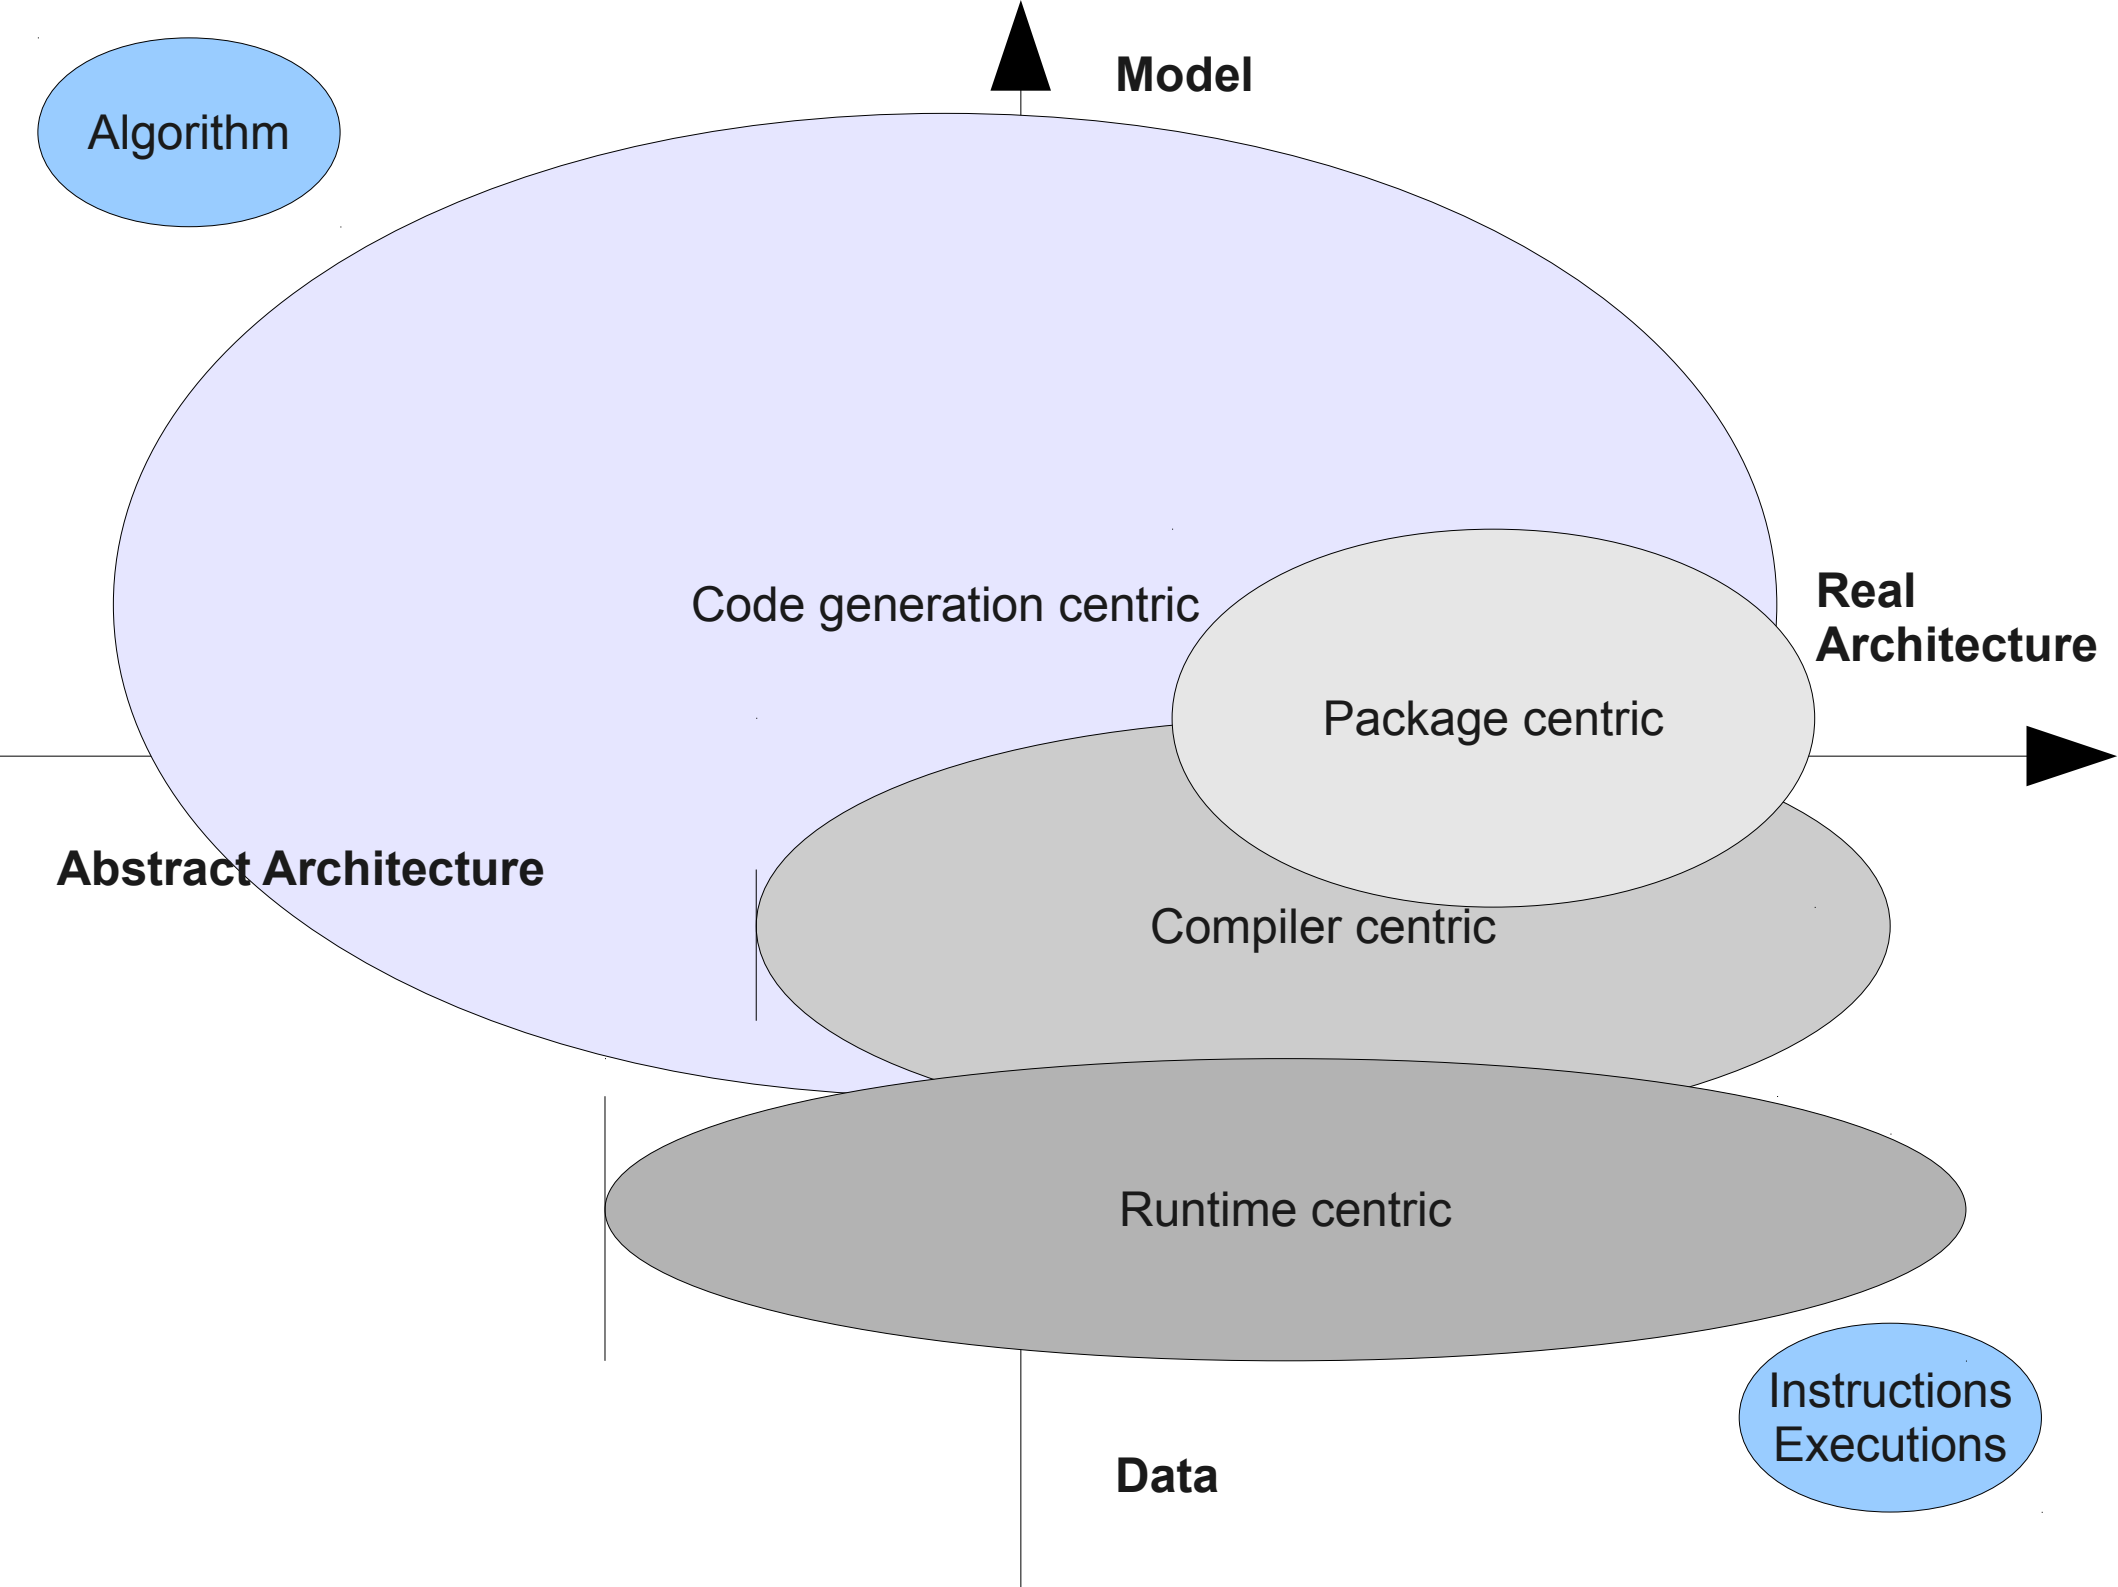 Model
Algorithm
Code generation centric
Real
Architecture
Package centric
Abstract Architecture
Compiler centric
Runtime centric
Instructions
Executions
Data